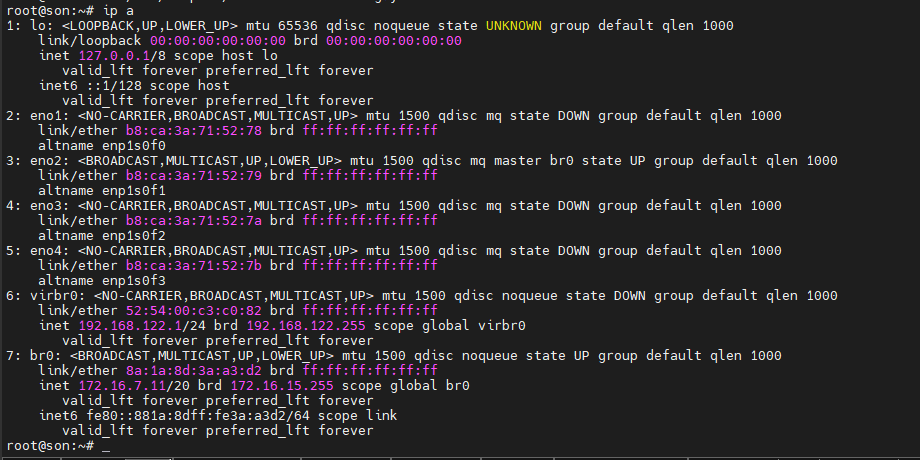 root@son:~# ip a
1: lo: <LOOPBACK,UP,LOWER_UP> mtu 65536 qdisc noqueue state UNKNOWN group default qlen 1000
    link/loopback 00:00:00:00:00:00 brd 00:00:00:00:00:00
    inet 127.0.0.1/8 scope host lo
       valid_lft forever preferred_lft forever
    inet6 ::1/128 scope host
       valid_lft forever preferred_lft forever
2: eno1: <NO-CARRIER,BROADCAST,MULTICAST,UP> mtu 1500 qdisc mq state DOWN group default qlen 1000
    link/ether b8:ca:3a:71:52:78 brd ff:ff:ff:ff:ff:ff
    altname enp1s0f0
3: eno2: <BROADCAST,MULTICAST,UP,LOWER_UP> mtu 1500 qdisc mq master br0 state UP group default qlen 1000
    link/ether b8:ca:3a:71:52:79 brd ff:ff:ff:ff:ff:ff
    altname enp1s0f1
4: eno3: <NO-CARRIER,BROADCAST,MULTICAST,UP> mtu 1500 qdisc mq state DOWN group default qlen 1000
    link/ether b8:ca:3a:71:52:7a brd ff:ff:ff:ff:ff:ff
    altname enp1s0f2
5: eno4: <NO-CARRIER,BROADCAST,MULTICAST,UP> mtu 1500 qdisc mq state DOWN group default qlen 1000
    link/ether b8:ca:3a:71:52:7b brd ff:ff:ff:ff:ff:ff
    altname enp1s0f3
6: virbr0: <NO-CARRIER,BROADCAST,MULTICAST,UP> mtu 1500 qdisc noqueue state DOWN group default qlen 1000
    link/ether 52:54:00:c3:c0:82 brd ff:ff:ff:ff:ff:ff
    inet 192.168.122.1/24 brd 192.168.122.255 scope global virbr0
       valid_lft forever preferred_lft forever
7: br0: <BROADCAST,MULTICAST,UP,LOWER_UP> mtu 1500 qdisc noqueue state UP group default qlen 1000
    link/ether 8a:1a:8d:3a:a3:d2 brd ff:ff:ff:ff:ff:ff
    inet 172.16.7.11/20 brd 172.16.15.255 scope global br0
       valid_lft forever preferred_lft forever
    inet6 fe80::881a:8dff:fe3a:a3d2/64 scope link
       valid_lft forever preferred_lft forever
root@son:~# _